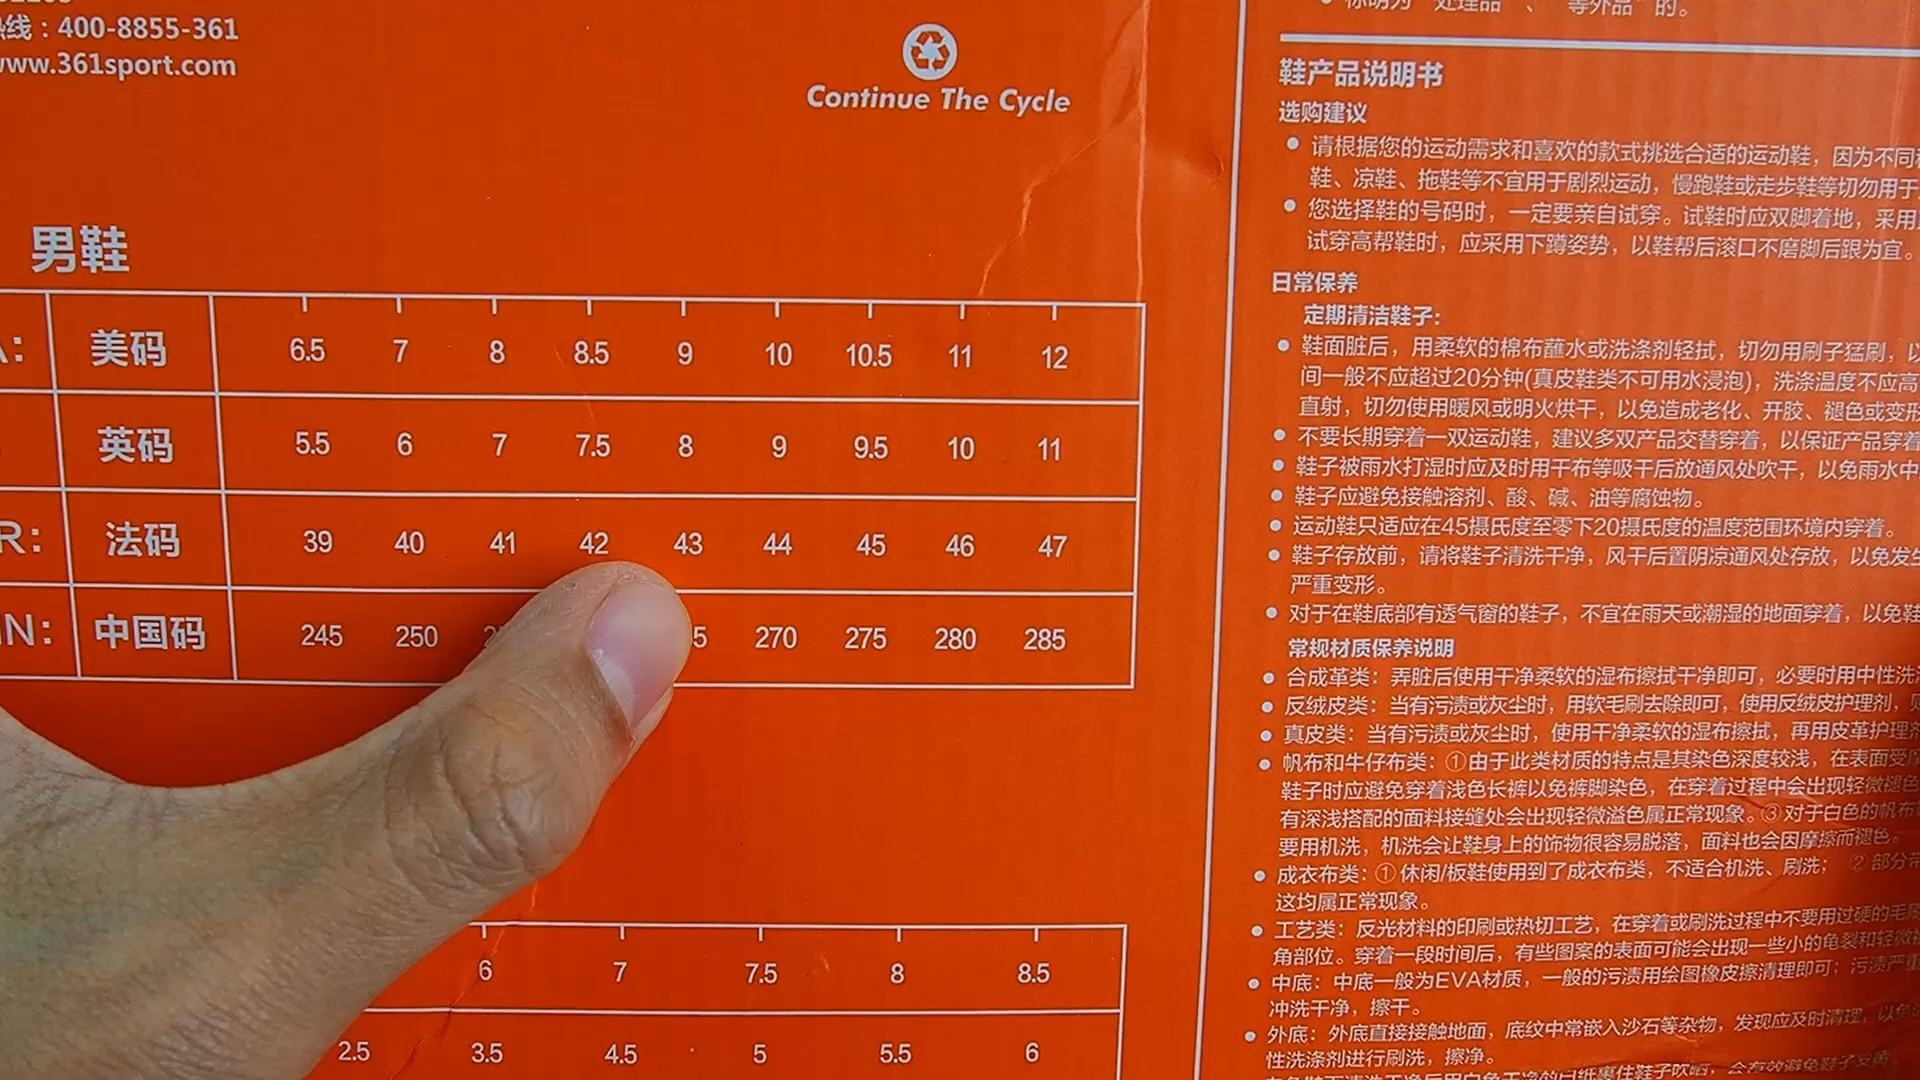 热线：400-8855-361
www.361sport.com
Continue The Cycle
男鞋
美码 6.5 7 8 8.5 9 10 10.5 11 12
英码 5.5 6 7 7.5 8 9 9.5 10 11
R: 法码 39 40 41 42 43 44 45 46 47
N: 中国码 245 250 270 275 280 285
6 7 7.5 8 8.5
2.5 3.5 4.5 5 5.5 6
标明为“处理品”、“等外品”的。
鞋产品说明书
选购建议
● 请根据您的运动需求和喜欢的款式挑选合适的运动鞋，因为不同
鞋、凉鞋、拖鞋等不宜用于剧烈运动，慢跑鞋或走步鞋等切勿用于
● 您选择鞋的号码时，一定要亲自试穿。试鞋时应双脚着地，采用
试穿高帮鞋时，应采用下蹲姿势，以鞋帮后滚口不磨脚后跟为宜。
日常保养
定期清洁鞋子：
● 鞋面脏后，用柔软的棉布蘸水或洗涤剂轻拭，切勿用刷子猛刷，以
间一般不应超过20分钟(真皮鞋类不可用水浸泡)，洗涤温度不应高
直射，切勿使用暖风或明火烘干，以免造成老化、开胶、褪色或变形
● 不要长期穿着一双运动鞋，建议多双产品交替穿着，以保证产品穿着
● 鞋子被雨水打湿时应及时用干布等吸干后放通风处吹干，以免雨水中
● 鞋子应避免接触溶剂、酸、碱、油等腐蚀物。
● 运动鞋只适应在45摄氏度至零下20摄氏度的温度范围环境内穿着。
● 鞋子存放前，请将鞋子清洗干净，风干后置阴凉通风处存放，以免发生
严重变形。
● 对于在鞋底部有透气窗的鞋子，不宜在雨天或潮湿的地面穿着，以免鞋
常规材质保养说明
● 合成革类：弄脏后使用干净柔软的湿布擦拭干净即可，必要时用中性洗
● 反绒皮类：当有污渍或灰尘时，用软毛刷去除即可，使用反绒皮护理剂，
● 真皮类：当有污渍或灰尘时，使用干净柔软的湿布擦拭，再用皮革护理剂
● 帆布和牛仔布类：①由于此类材质的特点是其染色深度较浅，在表面受
鞋子时应避免穿着浅色长裤以免裤脚染色，在穿着过程中会出现轻微褪色
有深浅搭配的面料接缝处会出现轻微溢色属正常现象。③对于白色的帆布
要用机洗，机洗会让鞋身上的饰物很容易脱落，面料也会因摩擦而褪色。
● 成衣布类：①休闲/板鞋使用到了成衣布类，不适合机洗、刷洗；②部分
这均属正常现象。
● 工艺类：反光材料的印刷或热切工艺，在穿着或刷洗过程中不要用过硬的毛刷
角部位。穿着一段时间后，有些图案的表面可能会出现一些小的龟裂和轻微
● 中底：中底一般为EVA材质，一般的污渍用绘图橡皮擦清理即可；污渍严重
冲洗干净，擦干。
● 外底：外底直接接触地面，底纹中常嵌入沙石等杂物，发现应及时清理，以免
性洗涤剂进行刷洗，擦净。